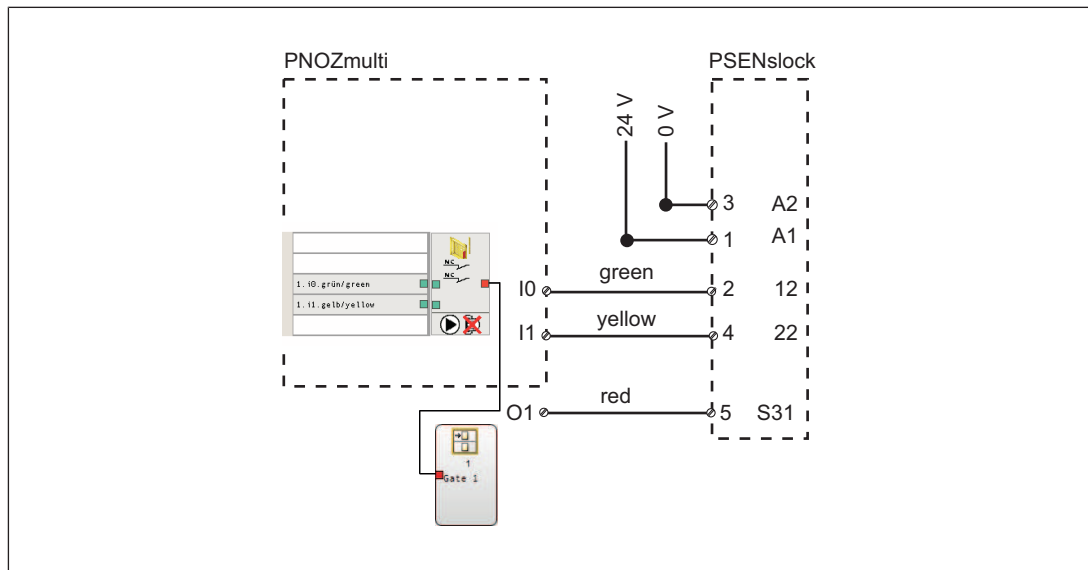 PNOZmulti
PSENslock
24 V
0 V
3 A2
1 A1
NC
NC
1.i0.grün/green
1.i1.gelb/yellow
I0 green 2 12
I1 yellow 4 22
O1 red 5 S31
1
Gate 1